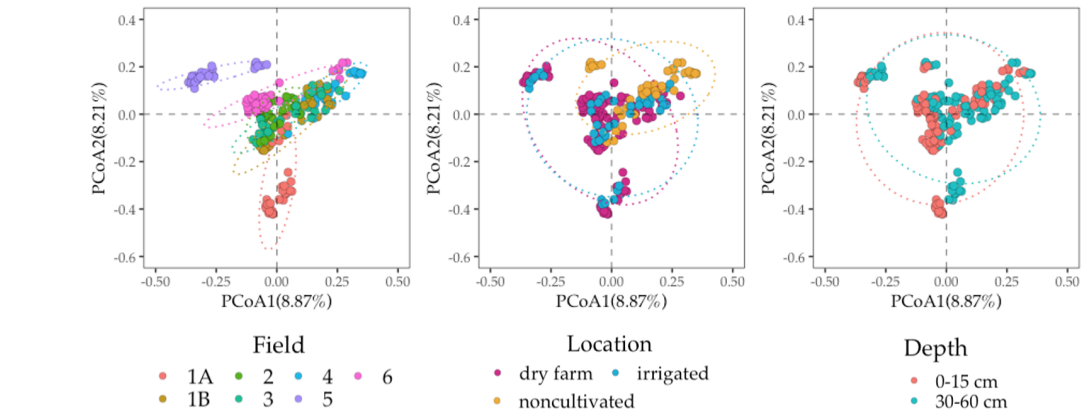 0.4
0.2
0.0
-0.2
-0.4
-0.6
PCoA2(8.21%)
-0.50
-0.25
0.00
0.25
0.50
PCoA1(8.87%)
0.4
0.2
0.0
-0.2
-0.4
-0.6
PCoA2(8.21%)
-0.50
-0.25
0.00
0.25
0.50
PCoA1(8.87%)
0.4
0.2
0.0
-0.2
-0.4
-0.6
PCoA2(8.21%)
-0.50
-0.25
0.00
0.25
0.50
PCoA1(8.87%)
Field
1A 2 4 6
1B 3 5
Location
dry farm irrigated
noncultivated
Depth
0-15 cm
30-60 cm